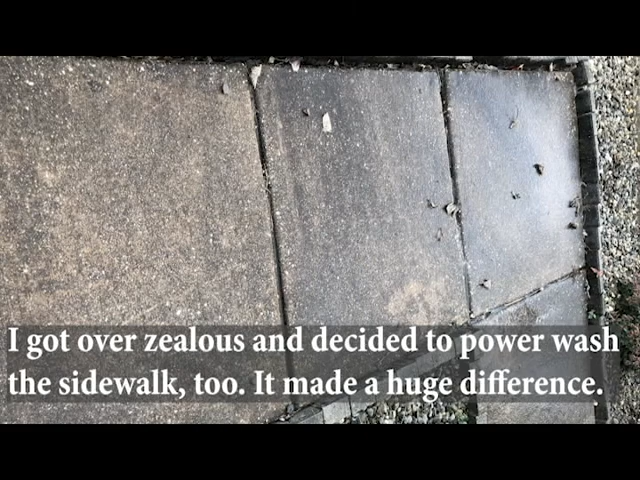 I got over zealous and decided to power wash
the sidewalk, too. It made a huge difference.